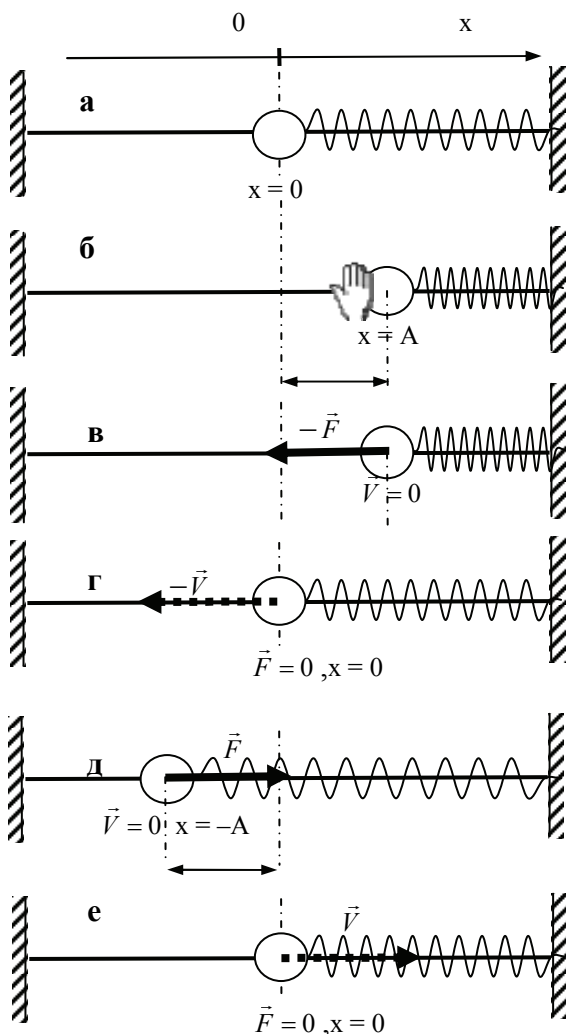 0 x
а
x = 0
б
x = A
в
−F⃗
V⃗ = 0
г
−V⃗
F⃗ = 0 ,x = 0
д
F⃗
V⃗ = 0 x = –A
е
V⃗
F⃗ = 0 ,x = 0